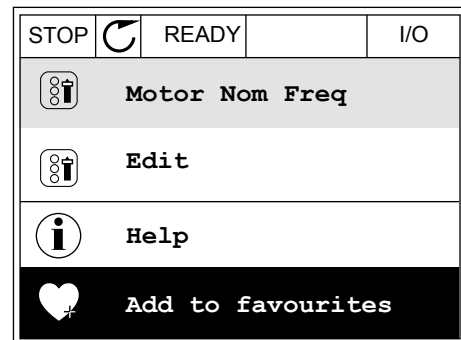 STOP READY I/O
Motor Nom Freq
Edit
Help
Add to favourites